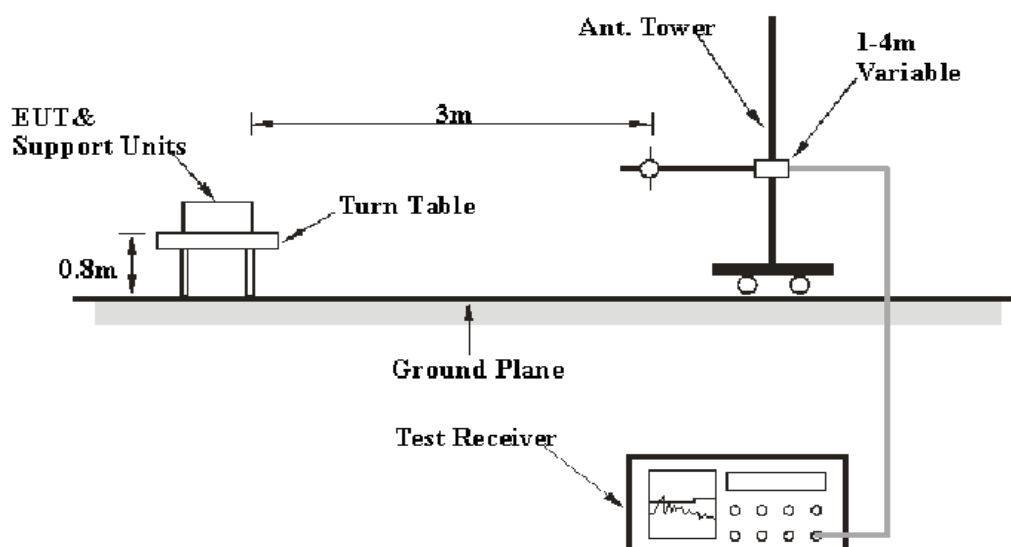 Ant. Tower
1-4m
Variable
3m
EUT&
Support Units
Turn Table
0.8m
Ground Plane
Test Receiver